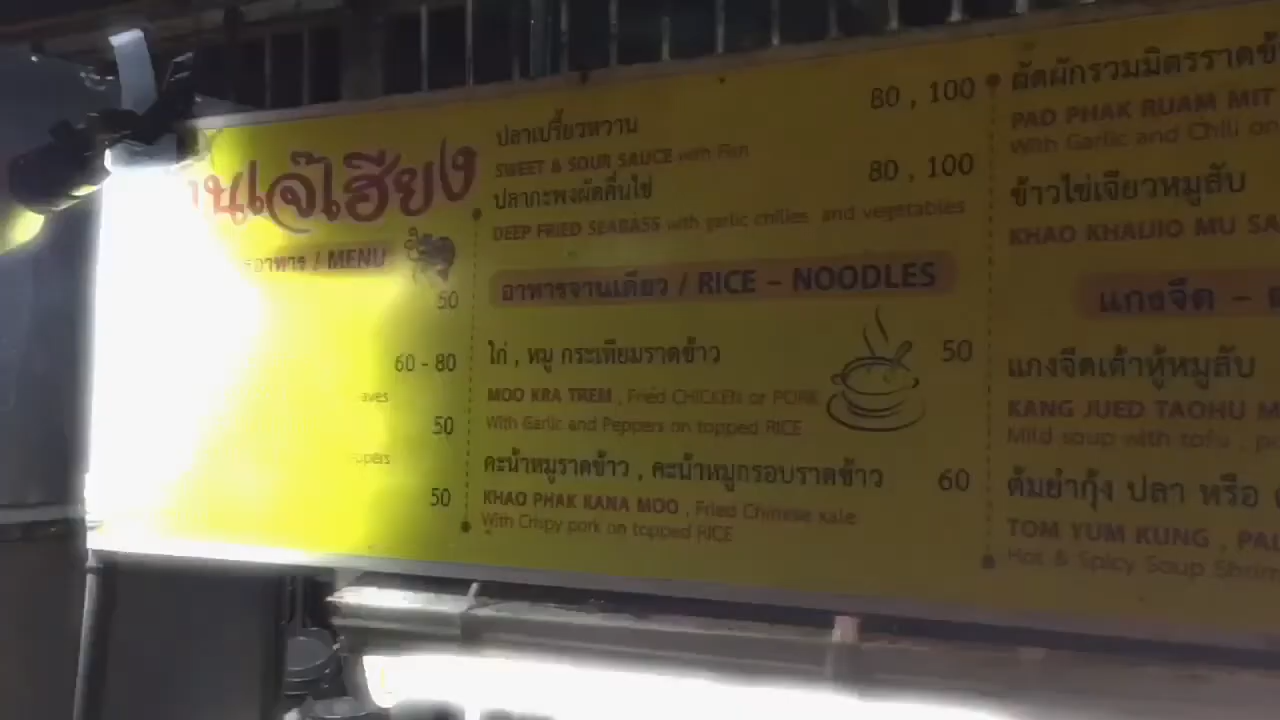 นเจ๊เฮียง
อาหาร / MENU
50
60 - 80
aves
50
ppers
50
ปลาเปรี้ยวหวาน
80 , 100
SWEET & SOUR SAUCE with Fish
ปลากะพงผัดคื่นไช่
80 , 100
DEEP FRIED SEABASS with garlic chilies and vegetables
อาหารจานเดียว / RICE - NOODLES
ไก่ , หมู กระเทียมราดข้าว
50
MOO KRA TREM , Fried CHICKEN or PORK
With Garlic and Peppers on topped RICE
คะน้าหมูราดข้าว , คะน้าหมูกรอบราดข้าว
60
KHAO PHAK KANA MOO , Fried Chinese kale
With Crispy pork on topped RICE
ผัดผักรวมมิตรราดข้
PAD PHAK RUAM MIT
With Garlic and Chili on
ข้าวไข่เจียวหมูสับ
KHAO KHAIJIO MU SA
แกงจืด -
แกงจืดเต้าหู้หมูสับ
KANG JUED TAOHU M
Mild soup with tofu , p
ต้มยำกุ้ง ปลา หรือ
TOM YUM KUNG , PAL
Hot & Spicy Soup Shrim